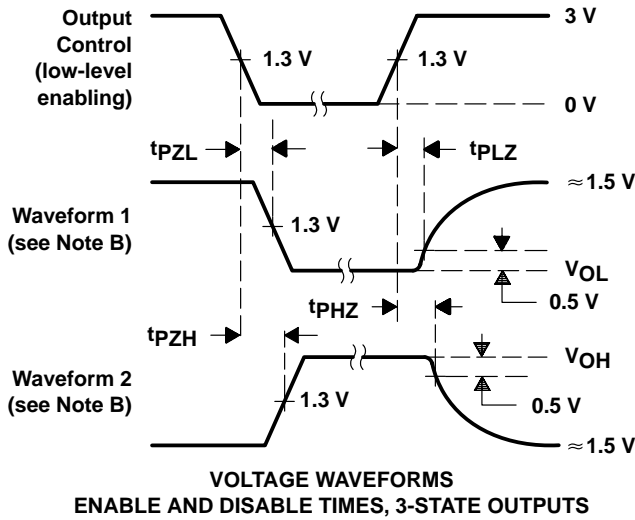 Output
Control
(low-level
enabling)
3 V
1.3 V
1.3 V
0 V
tPZL
tPLZ
Waveform 1
(see Note B)
≈1.5 V
1.3 V
VOL
0.5 V
tPHZ
tPZH
Waveform 2
(see Note B)
VOH
1.3 V
0.5 V
≈1.5 V
VOLTAGE WAVEFORMS
ENABLE AND DISABLE TIMES, 3-STATE OUTPUTS